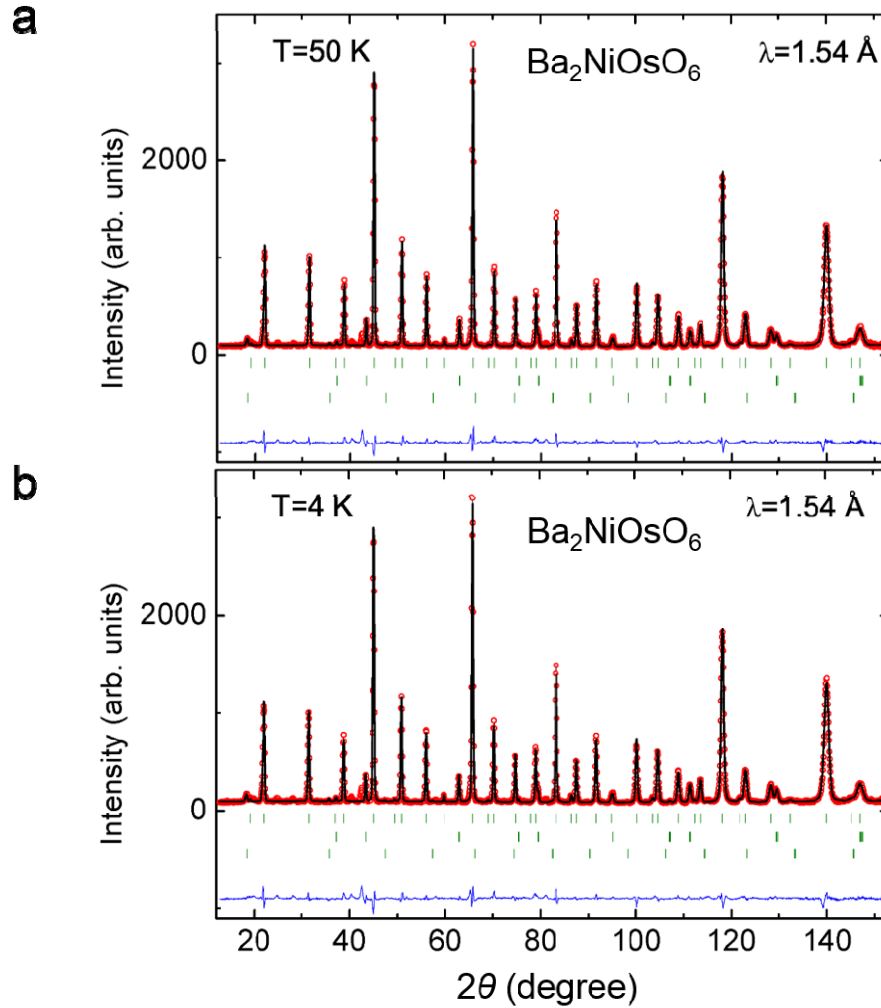 a
T=50 K
Ba₂NiOsO₆
λ=1.54 Å
Intensity (arb. units)
2000
0
b
T=4 K
Ba₂NiOsO₆
λ=1.54 Å
Intensity (arb. units)
2000
0
20 40 60 80 100 120 140
2θ (degree)